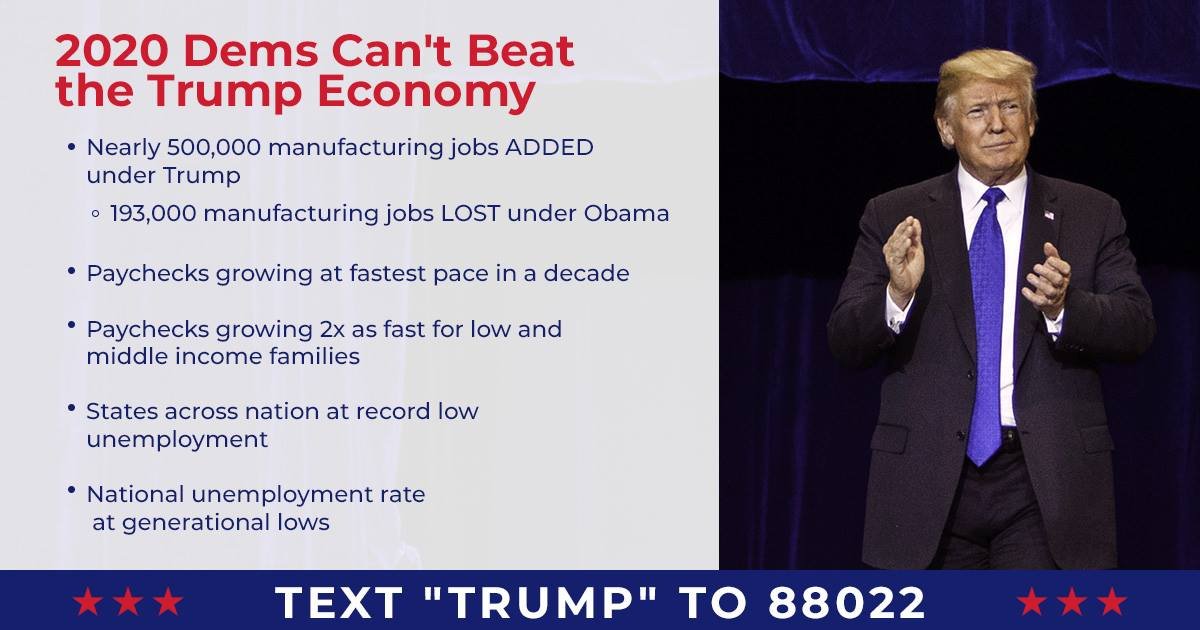 2020 Dems Can't Beat
the Trump Economy
• Nearly 500,000 manufacturing jobs ADDED
under Trump
◦ 193,000 manufacturing jobs LOST under Obama
• Paychecks growing at fastest pace in a decade
• Paychecks growing 2x as fast for low and
middle income families
• States across nation at record low
unemployment
• National unemployment rate
at generational lows
TEXT "TRUMP" TO 88022